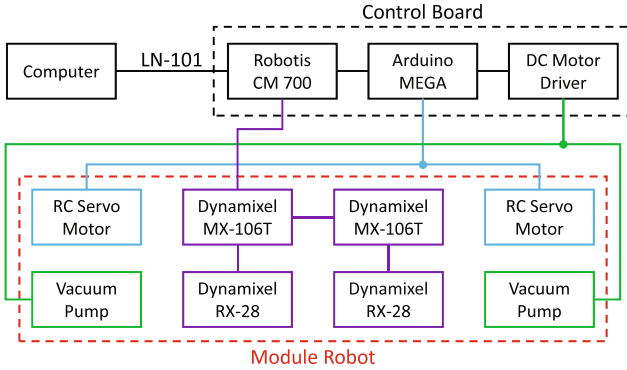 Control Board
Computer
LN-101
Robotis
CM 700
Arduino
MEGA
DC Motor
Driver
RC Servo
Motor
Dynamixel
MX-106T
Dynamixel
MX-106T
RC Servo
Motor
Vacuum
Pump
Dynamixel
RX-28
Dynamixel
RX-28
Vacuum
Pump
Module Robot